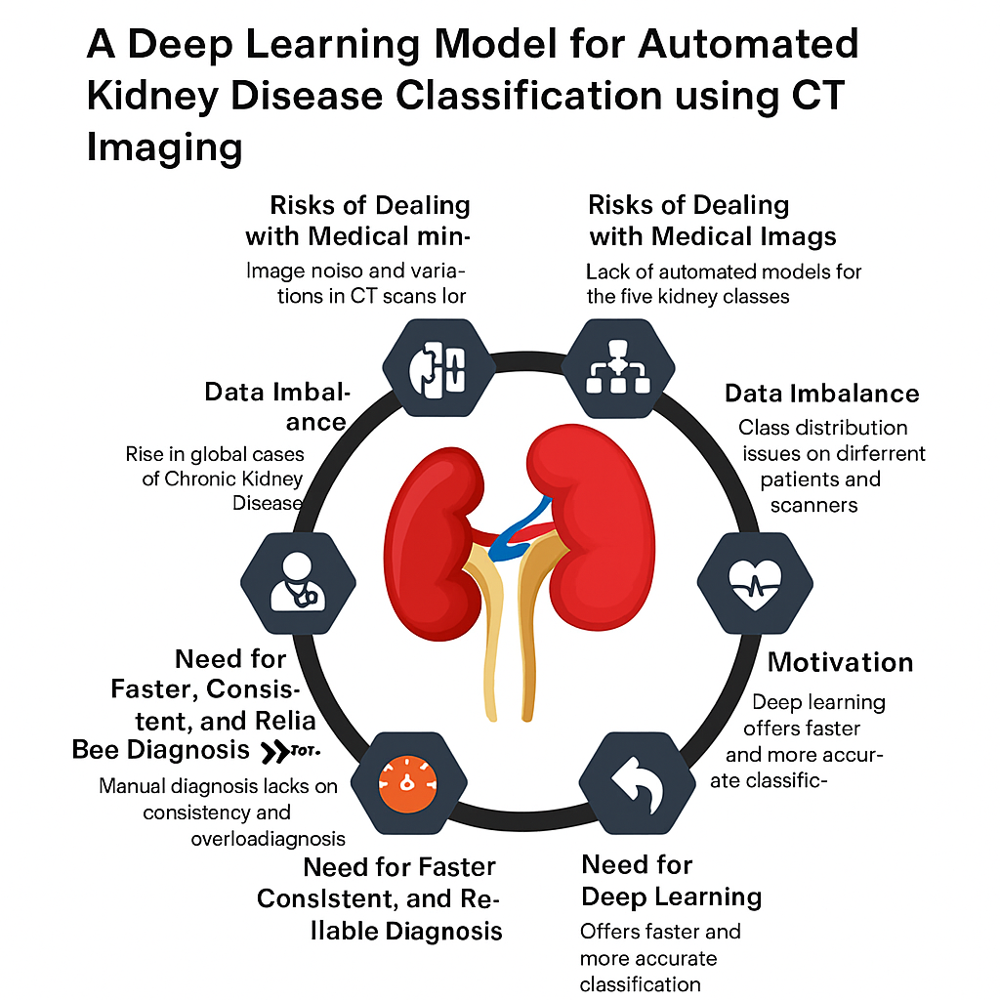 A Deep Learning Model for Automated
Kidney Disease Classification using CT
Imaging
Risks of Dealing
with Medical min-
Image noiso and varia-
tions in CT scans lor
Risks of Dealing
with Medical Imags
Lack of automated models for
the five kidney classes
Data Imbal-
ance
Rise in global cases
of Chronic Kidney
Disease
Data Imbalance
Class distribution
issues on dirferrent
patients and
scanners
Need for
Faster, Consis-
tent, and Relia
Bee Diagnosis
Manual diagnosis lacks on
consistency and
overloadiagnosis
Motivation
Deep learning
offers faster
and more accur-
ate classific-
Need for Faster
Conslstent, and Re-
llable Diagnosis
Need for
Deep Learning
Offers faster and
more accurate
classification